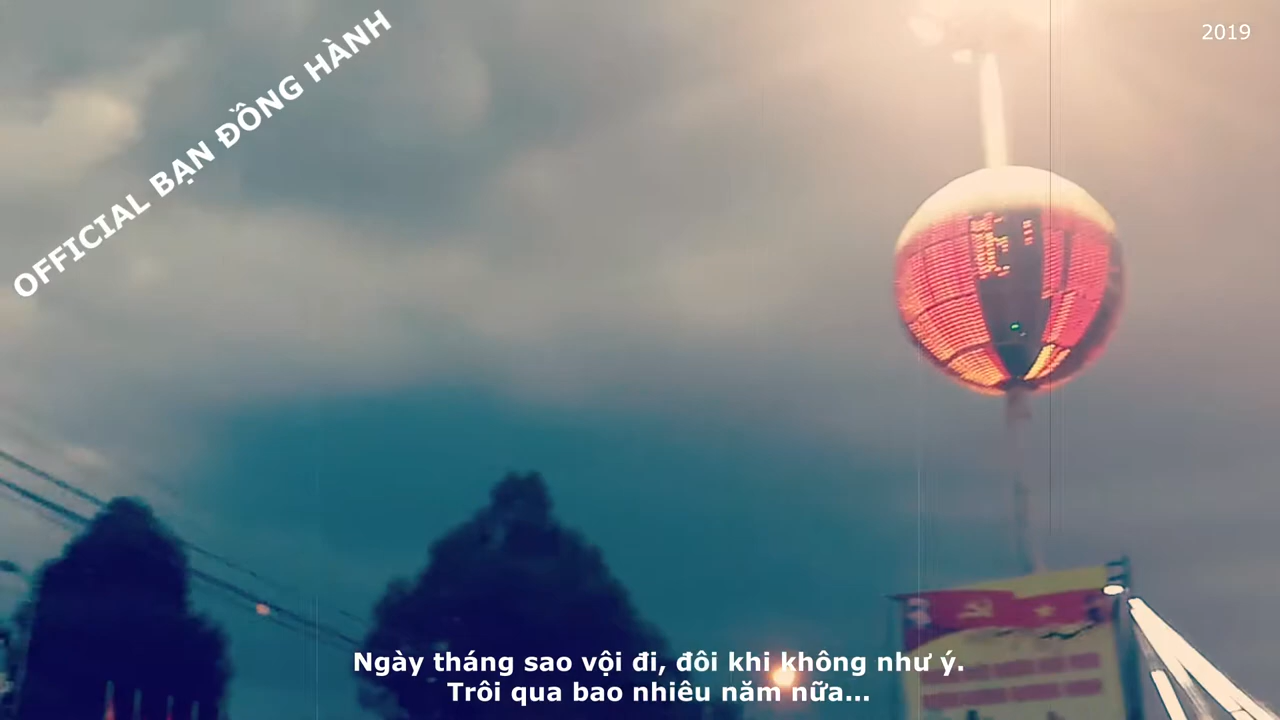 OFFICIAL BẠN ĐỒNG HÀNH
2019
Ngày tháng sao vội đi, đôi khi không như ý.
Trôi qua bao nhiêu năm nữa...